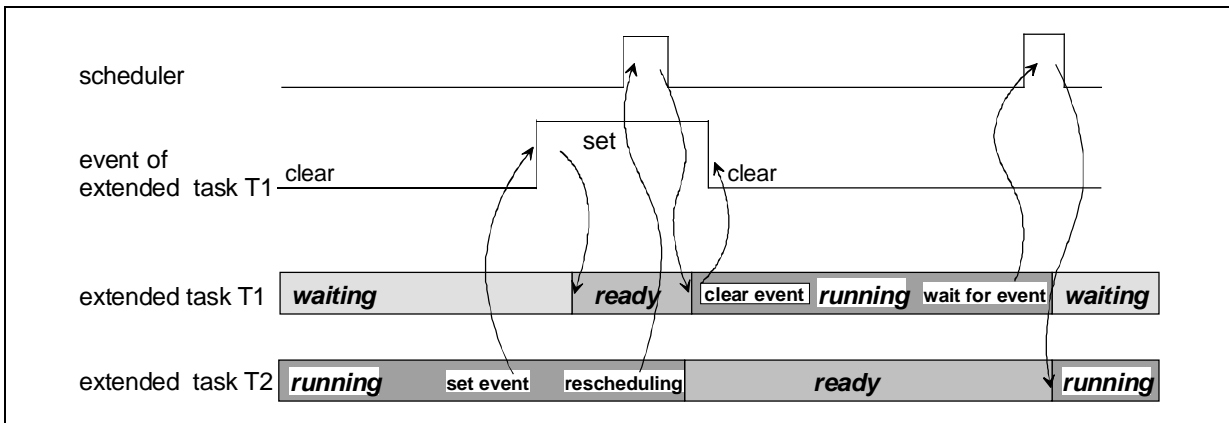 scheduler
set
event of
extended task T1
clear
clear
extended task T1
waiting
ready
clear event
running
wait for event
waiting
extended task T2
running
set event
rescheduling
ready
running